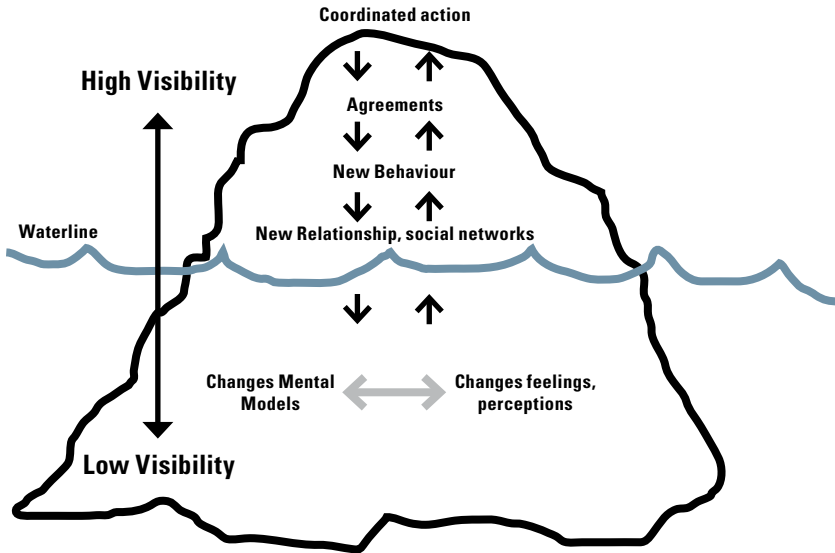 Coordinated action
High Visibility
Agreements
New Behaviour
Waterline
New Relationship, social networks
Changes Mental
Models
Changes feelings,
perceptions
Low Visibility